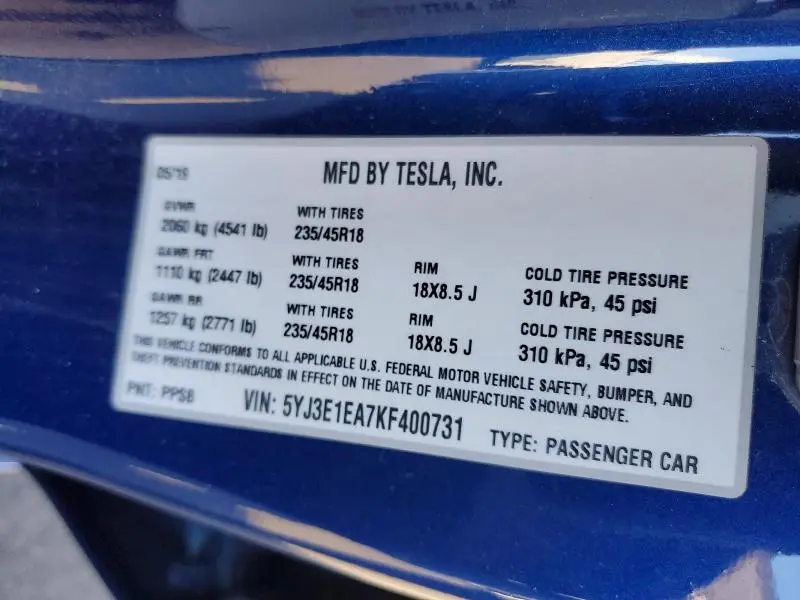 05/19
MFD BY TESLA, INC.
GVWR
2060 kg (4541 lb)
WITH TIRES
235/45R18
GAWR FRT
1110 kg (2447 lb)
WITH TIRES
235/45R18
RIM
18X8.5 J
COLD TIRE PRESSURE
310 kPa, 45 psi
GAWR RR
1257 kg (2771 lb)
WITH TIRES
235/45R18
RIM
18X8.5 J
COLD TIRE PRESSURE
310 kPa, 45 psi
THIS VEHICLE CONFORMS TO ALL APPLICABLE U.S. FEDERAL MOTOR VEHICLE SAFETY, BUMPER, AND
THEFT PREVENTION STANDARDS IN EFFECT ON THE DATE OF MANUFACTURE SHOWN ABOVE.
PNT: PPSB
VIN: 5YJ3E1EA7KF400731
TYPE: PASSENGER CAR